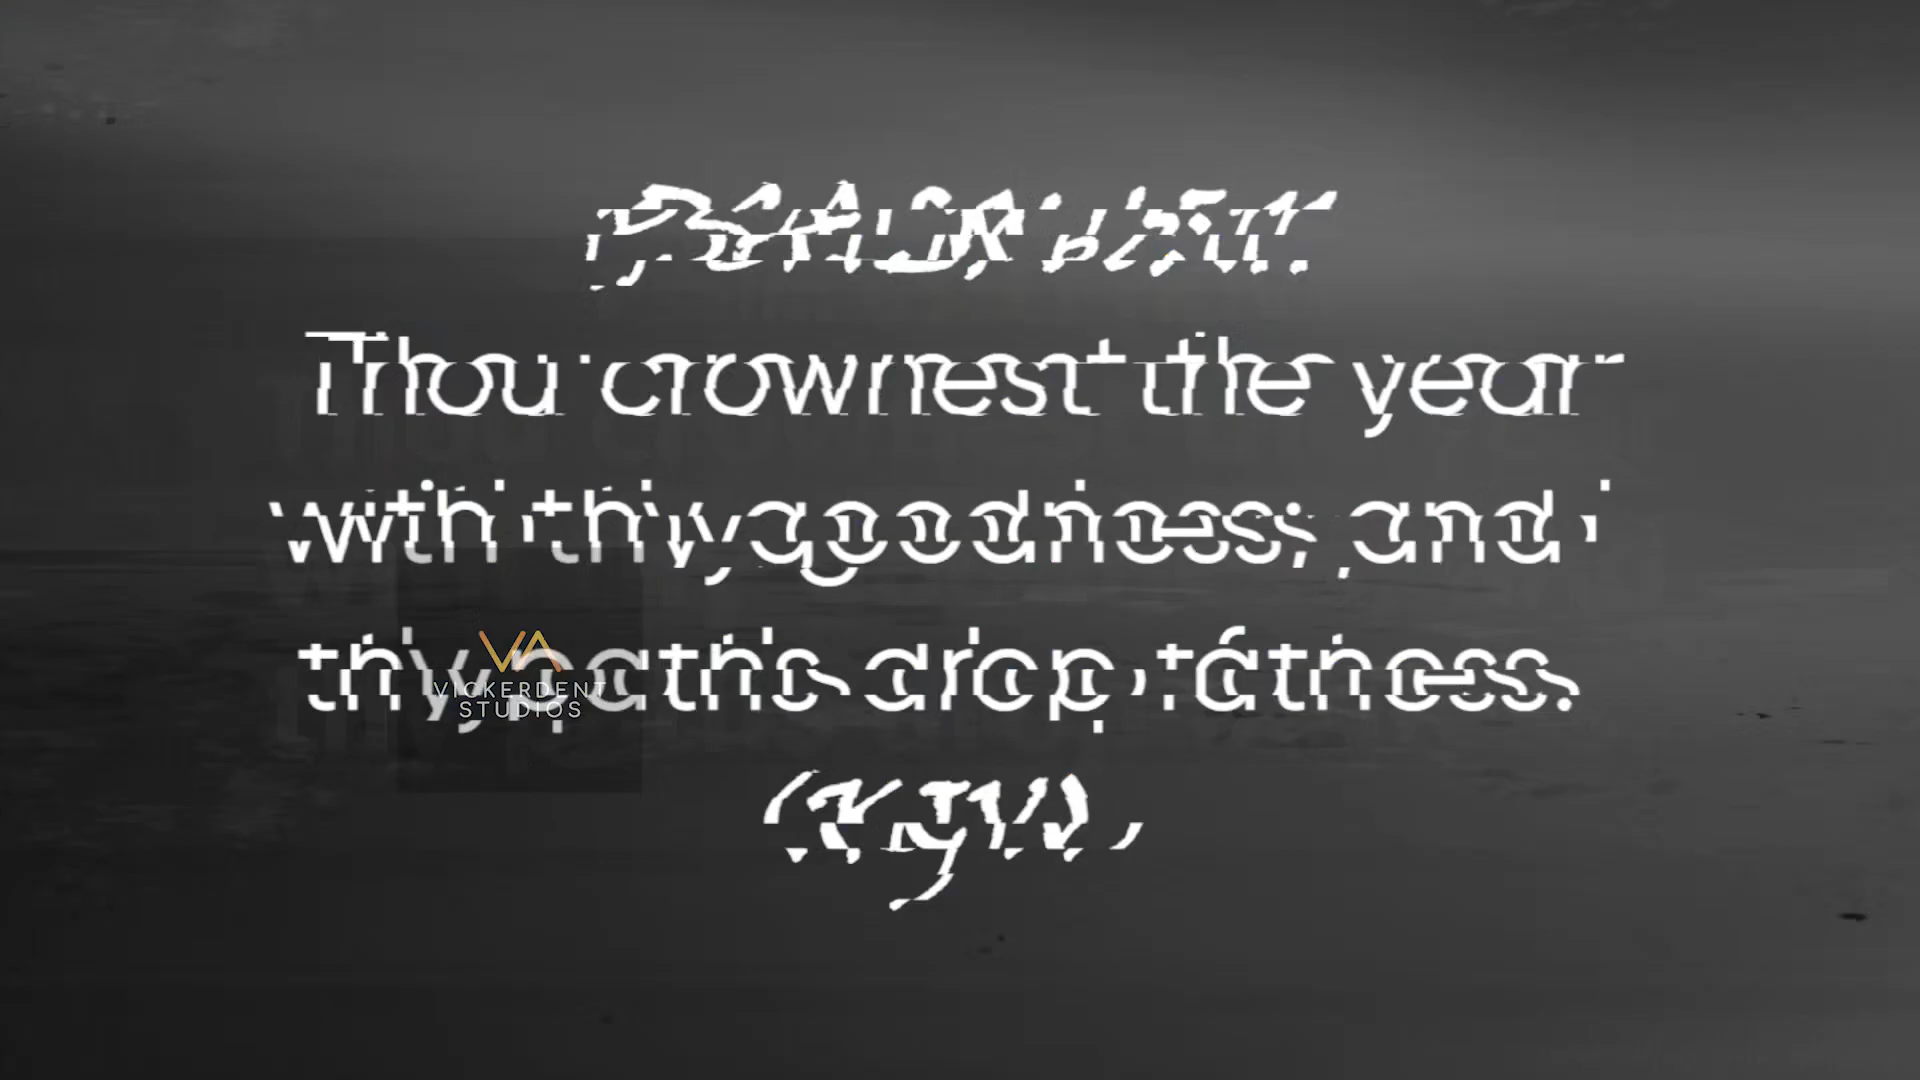 Thou crownest the year
with thy goodness; and
thy paths drop fatness.
(KJV)
VICKERDENT
STUDIOS